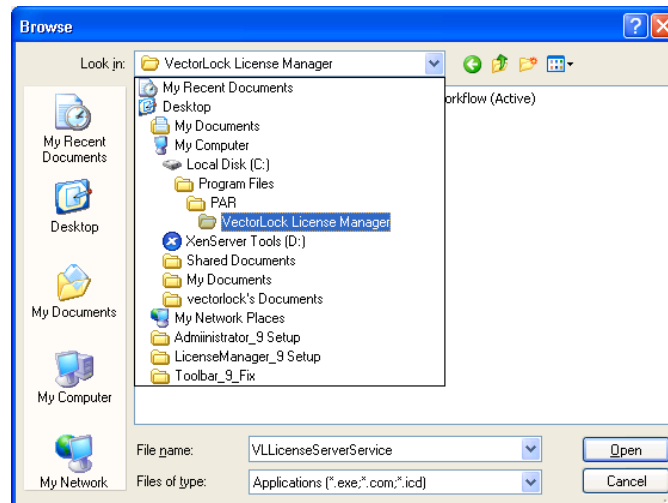 Browse
Look in: VectorLock License Manager
My Recent Documents
orkflow (Active)
Desktop
My Documents
My Computer
Local Disk (C:)
Program Files
PAR
VectorLock License Manager
XenServer Tools (D:)
Shared Documents
My Documents
vectorlock's Documents
My Network Places
Admiinistrator_9 Setup
LicenseManager_9 Setup
Toolbar_9_Fix
My Recent
Documents
Desktop
My Documents
My Computer
My Network
File name: VLLicenseServerService Open
Files of type: Applications (*.exe;*.com;*.icd) Cancel